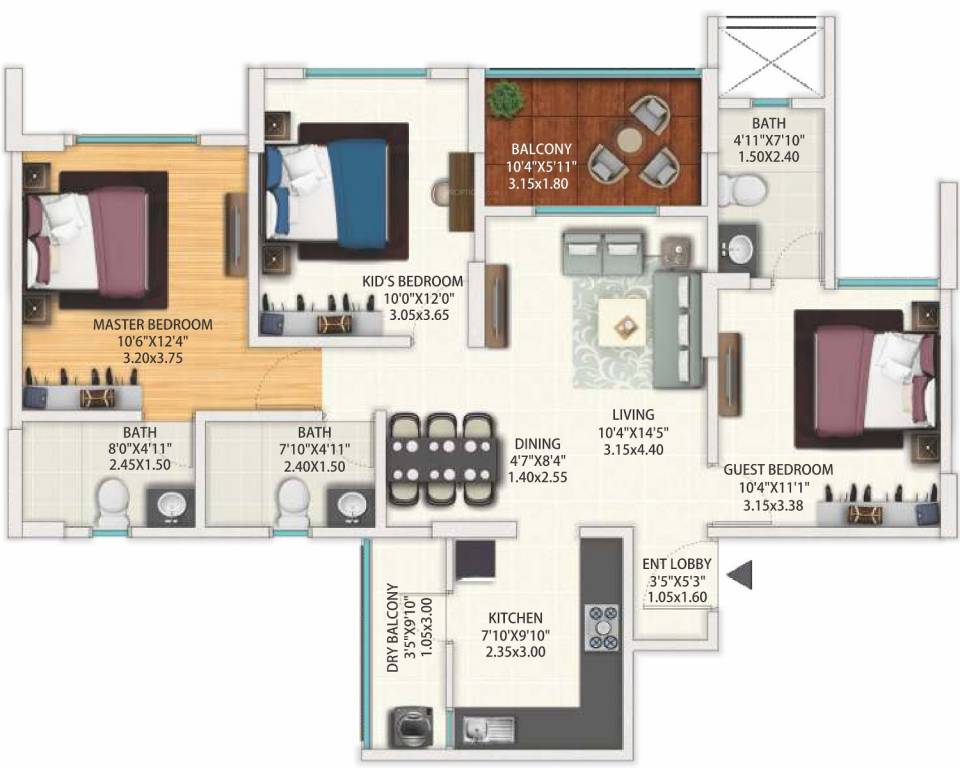 BATH
4'11"X7'10"
1.50X2.40
BALCONY
10'4"X5'11"
3.15x1.80
KID'S BEDROOM
10'0"X12'0"
3.05x3.65
MASTER BEDROOM
10'6"X12'4"
3.20x3.75
LIVING
10'4"X14'5"
3.15x4.40
DINING
4'7"X8'4"
1.40x2.55
BATH
8'0"X4'11"
2.45X1.50
BATH
7'10"X4'11"
2.40X1.50
GUEST BEDROOM
10'4"X11'1"
3.15x3.38
ENT LOBBY
3'5"X5'3"
1.05x1.60
DRY BALCONY
3'5"X9'10"
1.05x3.00
KITCHEN
7'10'X9'10"
2.35x3.00